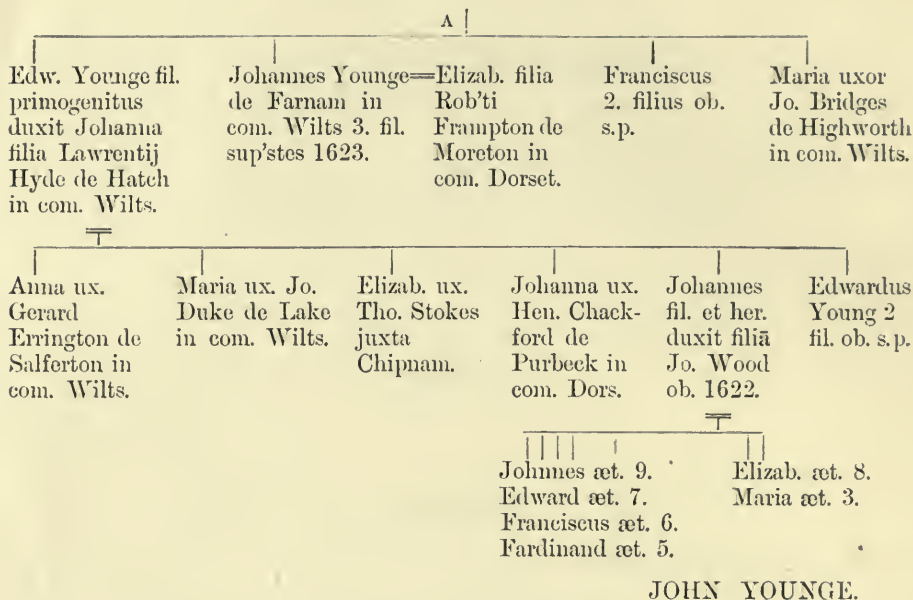 A
Edw. Younge fil.
primogenitus
duxit Johanna
filia Lawrentij
Hyde de Hatch
in com. Wilts.
Johannes Younge=Elizab. filia
de Farnam in
com. Wilts 3. fil.
sup'stes 1623.
Rob'ti
Frampton de
Moreton in
com. Dorset.
Franciscus
2. filius ob.
s.p.
Maria uxor
Jo. Bridges
de Highworth
in com. Wilts.
Anna ux.
Gerard
Errington de
Salferton in
com. Wilts.
Maria ux. Jo.
Duke de Lake
in com. Wilts.
Elizab. ux.
Tho. Stokes
juxta
Chipnam.
Johanna ux.
Hen. Chack-
ford de
Purbeck in
com. Dors.
Johannes
fil. et her.
duxit filiā
Jo. Wood
ob. 1622.
Edwardus
Young 2
fil. ob. s.p.
Johnnes æt. 9.
Edward æt. 7.
Franciscus æt. 6.
Fardinand æt. 5.
Elizab. æt. 8.
Maria æt. 3.
JOHN YOUNGE.